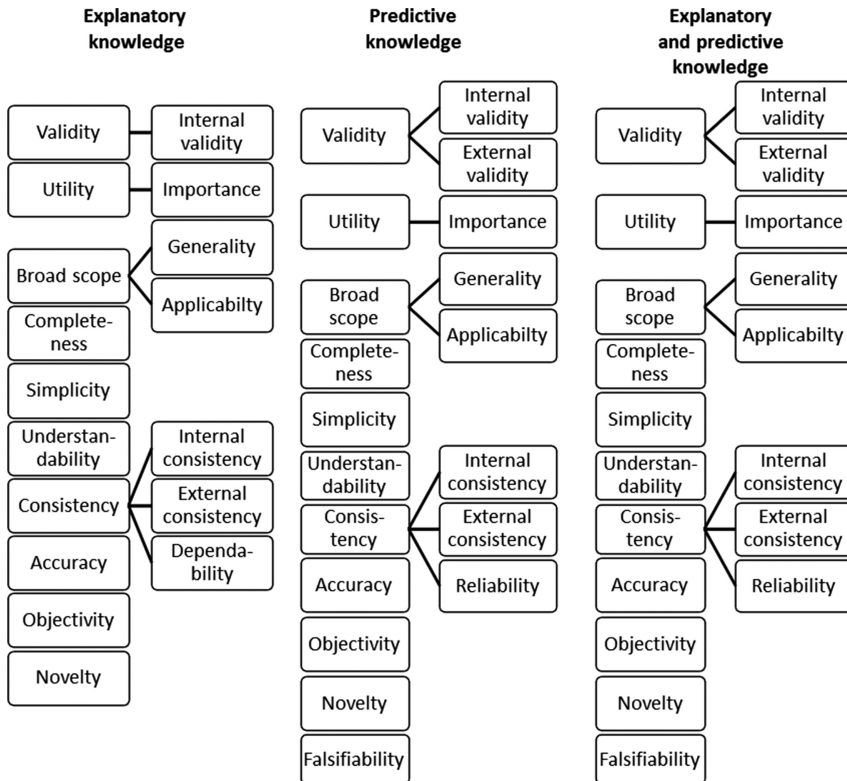 Explanatory
knowledge
Validity
Internal
validity
Utility
Importance
Broad scope
Generality
Applicabilty
Complete-
ness
Simplicity
Understan-
dability
Consistency
Internal
consistency
External
consistency
Dependa-
bility
Accuracy
Objectivity
Novelty
Predictive
knowledge
Validity
Internal
validity
External
validity
Utility
Importance
Broad
scope
Generality
Applicabilty
Complete-
ness
Simplicity
Understan-
dability
Consis-
tency
Internal
consistency
External
consistency
Reliability
Accuracy
Objectivity
Novelty
Falsifiability
Explanatory
and predictive
knowledge
Validity
Internal
validity
External
validity
Utility
Importance
Broad
scope
Generality
Applicabilty
Complete-
ness
Simplicity
Understan-
dability
Consis-
tency
Internal
consistency
External
consistency
Reliability
Accuracy
Objectivity
Novelty
Falsifiability